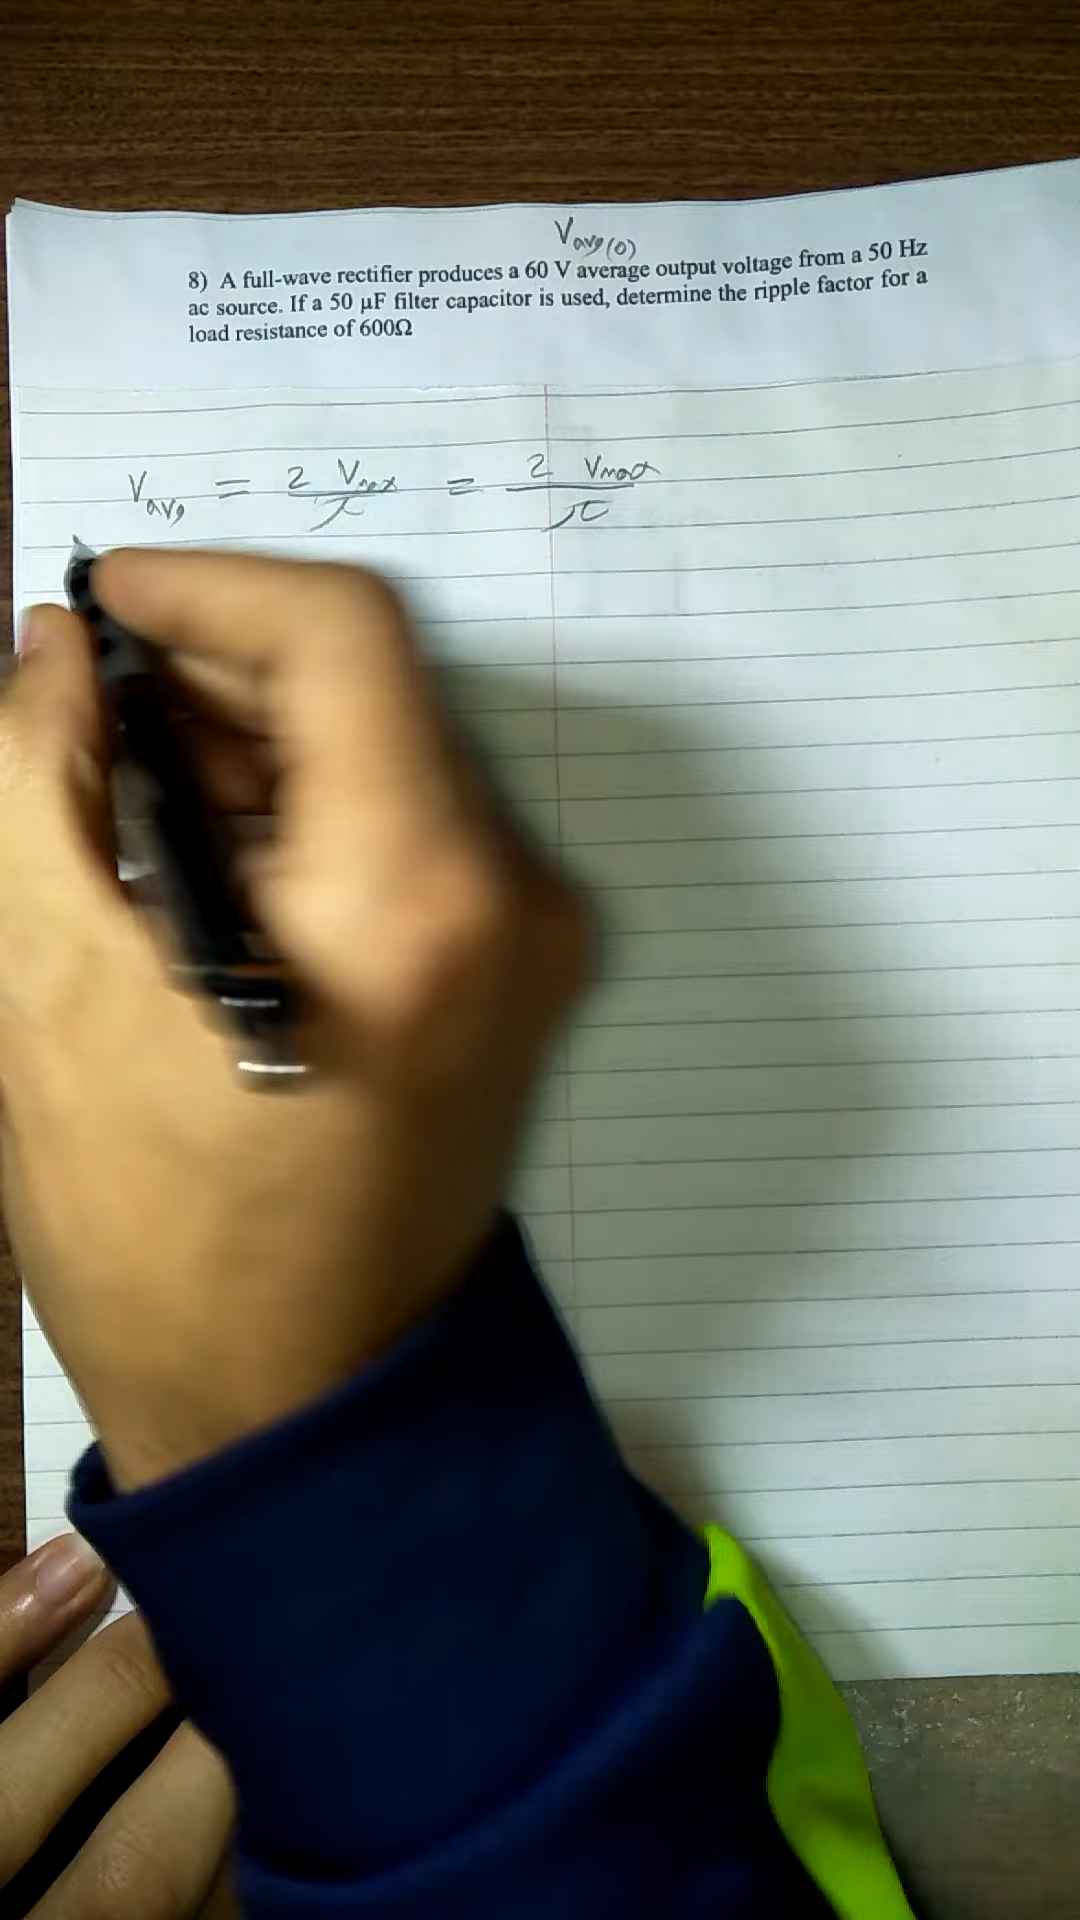 Vavg(0)
8) A full-wave rectifier produces a 60 V average output voltage from a 50 Hz
ac source. If a 50 μF filter capacitor is used, determine the ripple factor for a
load resistance of 600Ω
Vavg = 2 Vmax / π = 2 Vmax / π